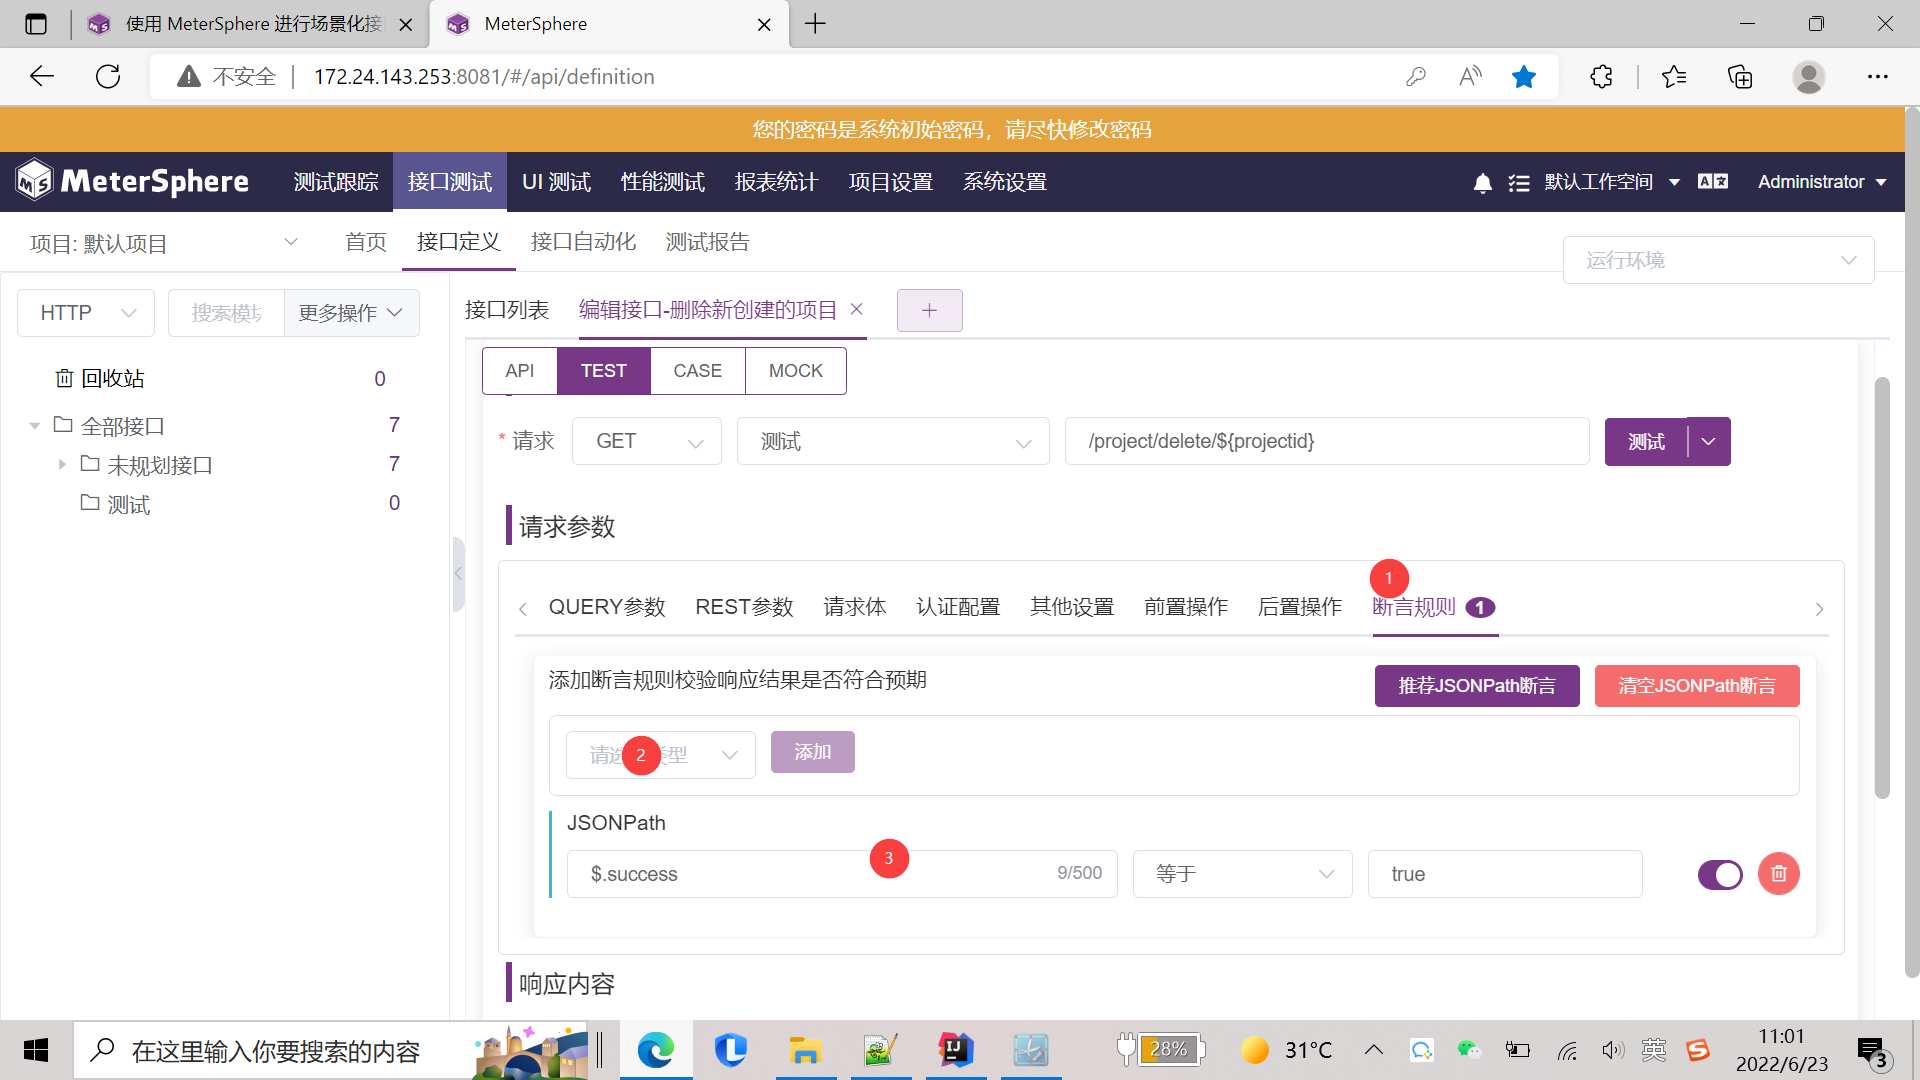 使用 MeterSphere 进行场景化接
MeterSphere
不安全
172.24.143.253:8081/#/api/definition
您的密码是系统初始密码，请尽快修改密码
MeterSphere
测试跟踪
接口测试
UI 测试
性能测试
报表统计
项目设置
系统设置
默认工作空间
Administrator
项目: 默认项目
首页
接口定义
接口自动化
测试报告
运行环境
HTTP
搜索模块
更多操作
接口列表
编辑接口-删除新创建的项目
回收站
0
全部接口
7
未规划接口
7
测试
0
API
TEST
CASE
MOCK
* 请求
GET
测试
/project/delete/${projectid}
测试
请求参数
1
QUERY参数
REST参数
请求体
认证配置
其他设置
前置操作
后置操作
断言规则
1
添加断言规则校验响应结果是否符合预期
推荐JSONPath断言
清空JSONPath断言
2
添加
JSONPath
3
$.success
9/500
等于
true
响应内容
在这里输入你要搜索的内容
28%
31°C
英
11:01
2022/6/23
3